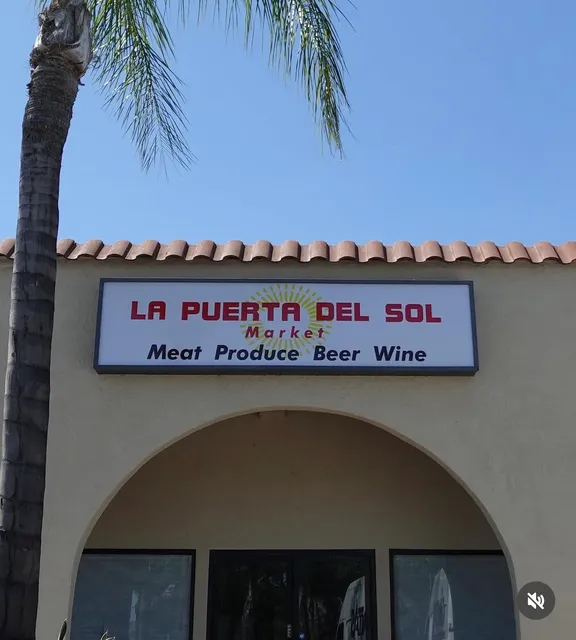 LA PUERTA DEL SOL
Market
Meat Produce Beer Wine